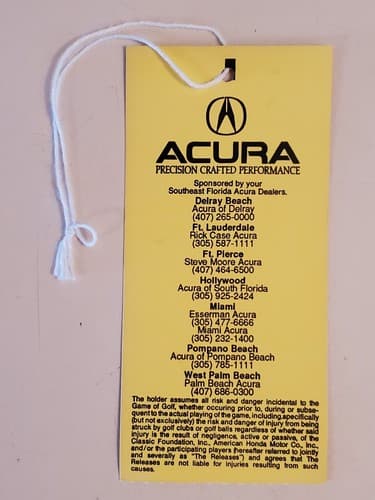 ACURA
PRECISION CRAFTED PERFORMANCE
Sponsored by your
Southeast Florida Acura Dealers.
Delray Beach
Acura of Delray
(407) 265-0000
Ft. Lauderdale
Rick Case Acura
(305) 587-1111
Ft. Pierce
Steve Moore Acura
(407) 464-6500
Hollywood
Acura of South Florida
(305) 925-2424
Miami
Esserman Acura
(305) 477-6666
Miami Acura
(305) 232-1400
Pompano Beach
Acura of Pompano Beach
(305) 785-1111
West Palm Beach
Palm Beach Acura
(407) 686-0300
The holder assumes all risk and danger incidental to the
Game of Golf, whether occuring prior to, during or subse-
quent to the actual playing of the game, including,specifically
(but not exclusively) the risk and danger of injury from being
struck by golf clubs or golf balls regardless of whether said
injury is the result of negligence, active or passive, of the
Classic Foundation, Inc., American Honda Motor Co., Inc.,
and/or the participating players (hereafter referred to jointly
and severally as "The Releases") and agrees that The
Releases are not liable for injuries resulting from such
causes.